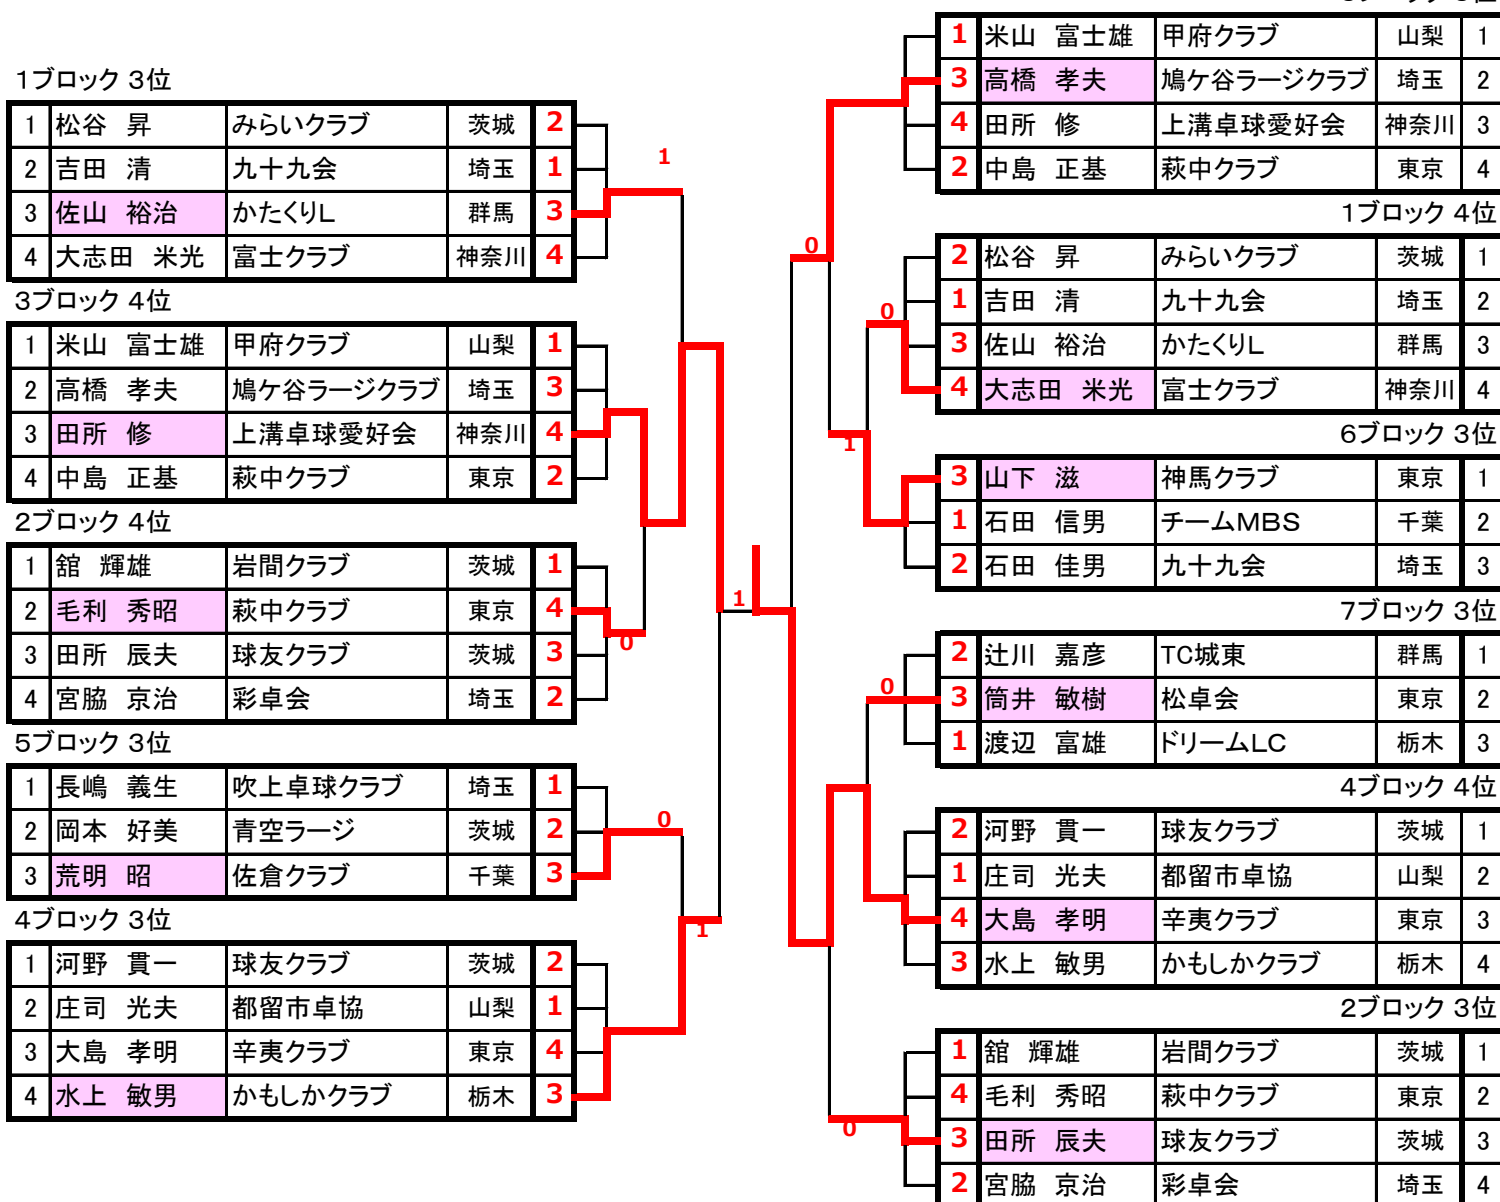 1ブロック 3位
1 松谷 昇 みらいクラブ 茨城 2
2 吉田 清 九十九会 埼玉 1
3 佐山 裕治 かたくりL 群馬 3
4 大志田 米光 富士クラブ 神奈川 4
1
3ブロック 4位
1 米山 富士雄 甲府クラブ 山梨 1
2 高橋 孝夫 鳩ケ谷ラージクラブ 埼玉 3
3 田所 修 上溝卓球愛好会 神奈川 4
4 中島 正基 萩中クラブ 東京 2
2ブロック 4位
1 舘 輝雄 岩間クラブ 茨城 1
2 毛利 秀昭 萩中クラブ 東京 4
3 田所 辰夫 球友クラブ 茨城 3
4 宮脇 京治 彩卓会 埼玉 2
0
5ブロック 3位
1 長嶋 義生 吹上卓球クラブ 埼玉 1
2 岡本 好美 青空ラージ 茨城 2
3 荒明 昭 佐倉クラブ 千葉 3
0
4ブロック 3位
1 河野 貫一 球友クラブ 茨城 2
2 庄司 光夫 都留市卓協 山梨 1
3 大島 孝明 辛夷クラブ 東京 4
4 水上 敏男 かもしかクラブ 栃木 3
1
1
1 米山 富士雄 甲府クラブ 山梨 1
3 高橋 孝夫 鳩ケ谷ラージクラブ 埼玉 2
4 田所 修 上溝卓球愛好会 神奈川 3
2 中島 正基 萩中クラブ 東京 4
0
1ブロック 4位
2 松谷 昇 みらいクラブ 茨城 1
1 吉田 清 九十九会 埼玉 2
3 佐山 裕治 かたくりL 群馬 3
4 大志田 米光 富士クラブ 神奈川 4
0
1
6ブロック 3位
3 山下 滋 神馬クラブ 東京 1
1 石田 信男 チームMBS 千葉 2
2 石田 佳男 九十九会 埼玉 3
7ブロック 3位
2 辻川 嘉彦 TC城東 群馬 1
3 筒井 敏樹 松卓会 東京 2
1 渡辺 富雄 ドリームLC 栃木 3
0
4ブロック 4位
2 河野 貫一 球友クラブ 茨城 1
1 庄司 光夫 都留市卓協 山梨 2
4 大島 孝明 辛夷クラブ 東京 3
3 水上 敏男 かもしかクラブ 栃木 4
2ブロック 3位
1 舘 輝雄 岩間クラブ 茨城 1
4 毛利 秀昭 萩中クラブ 東京 2
3 田所 辰夫 球友クラブ 茨城 3
2 宮脇 京治 彩卓会 埼玉 4
0